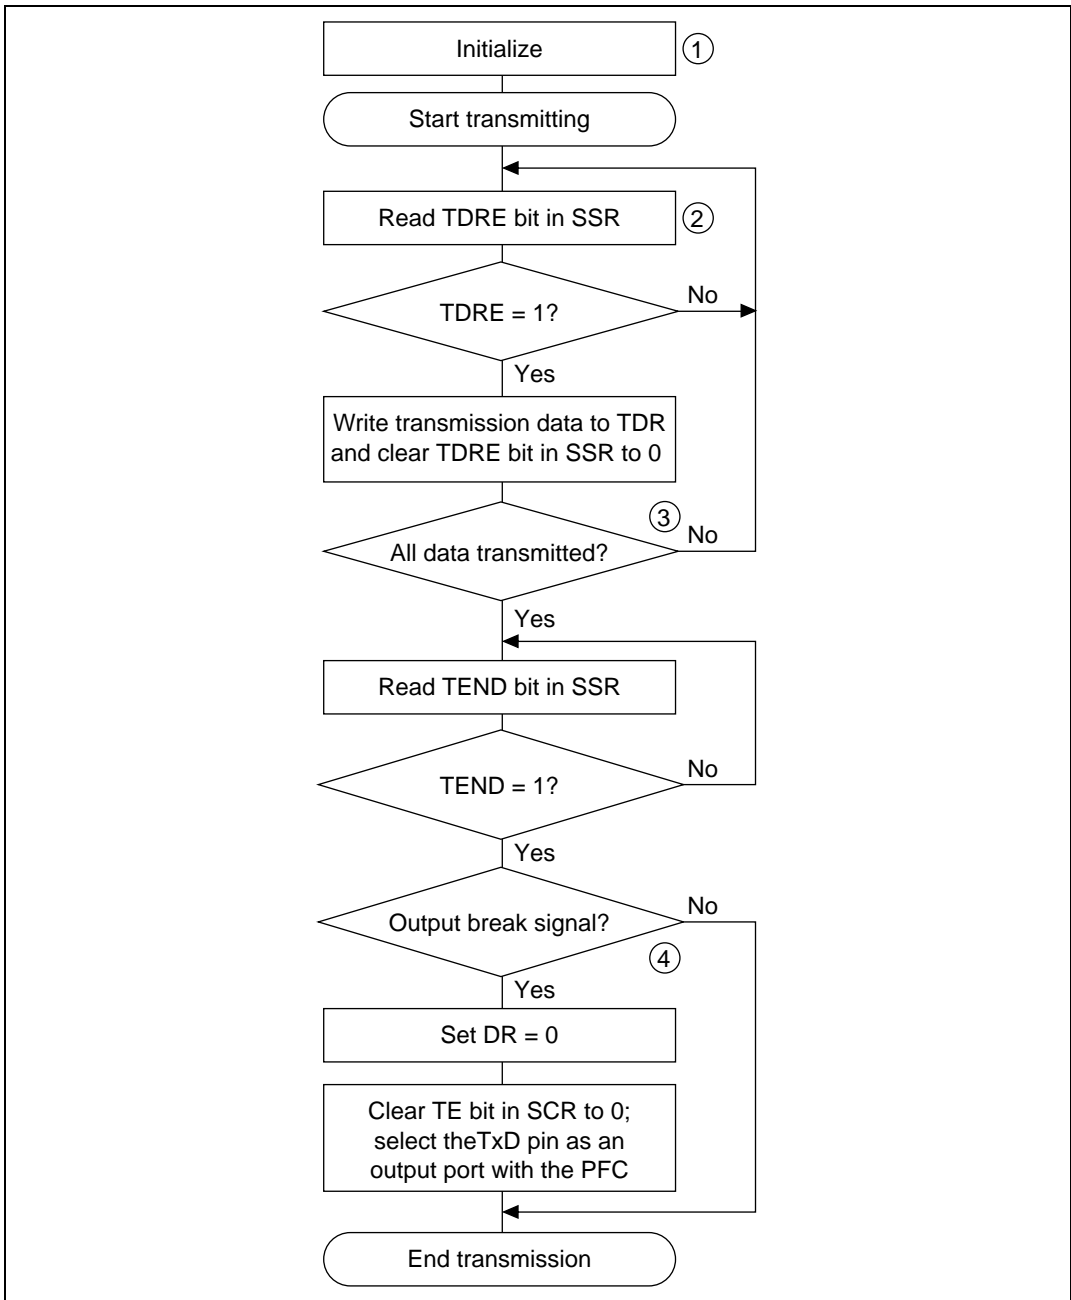 Initialize
①
Start transmitting
Read TDRE bit in SSR
②
TDRE = 1?
No
Yes
Write transmission data to TDR
and clear TDRE bit in SSR to 0
③
All data transmitted?
No
Yes
Read TEND bit in SSR
TEND = 1?
No
Yes
Output break signal?
No
④
Yes
Set DR = 0
Clear TE bit in SCR to 0;
select theTxD pin as an
output port with the PFC
End transmission